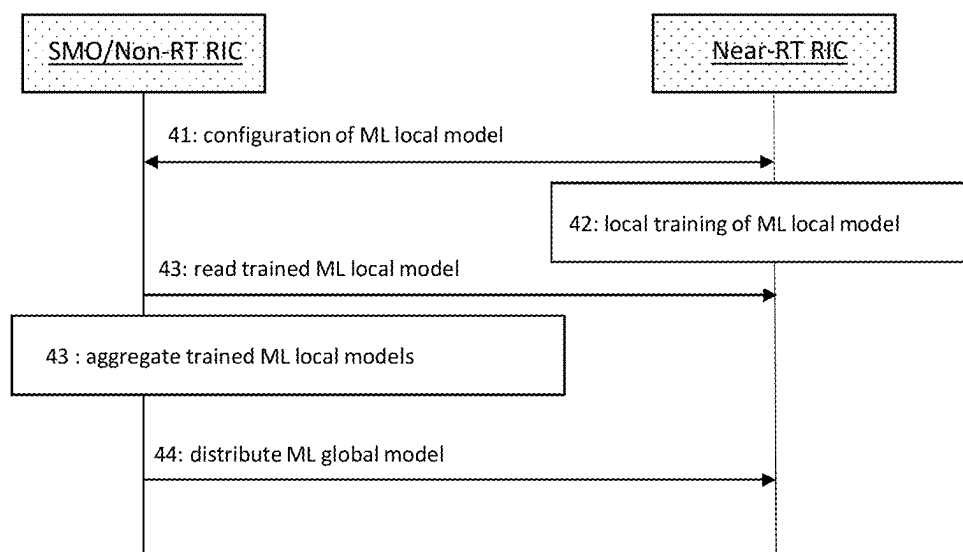 SMO/Non-RT RIC
Near-RT RIC
41: configuration of ML local model
42: local training of ML local model
43: read trained ML local model
43 : aggregate trained ML local models
44: distribute ML global model